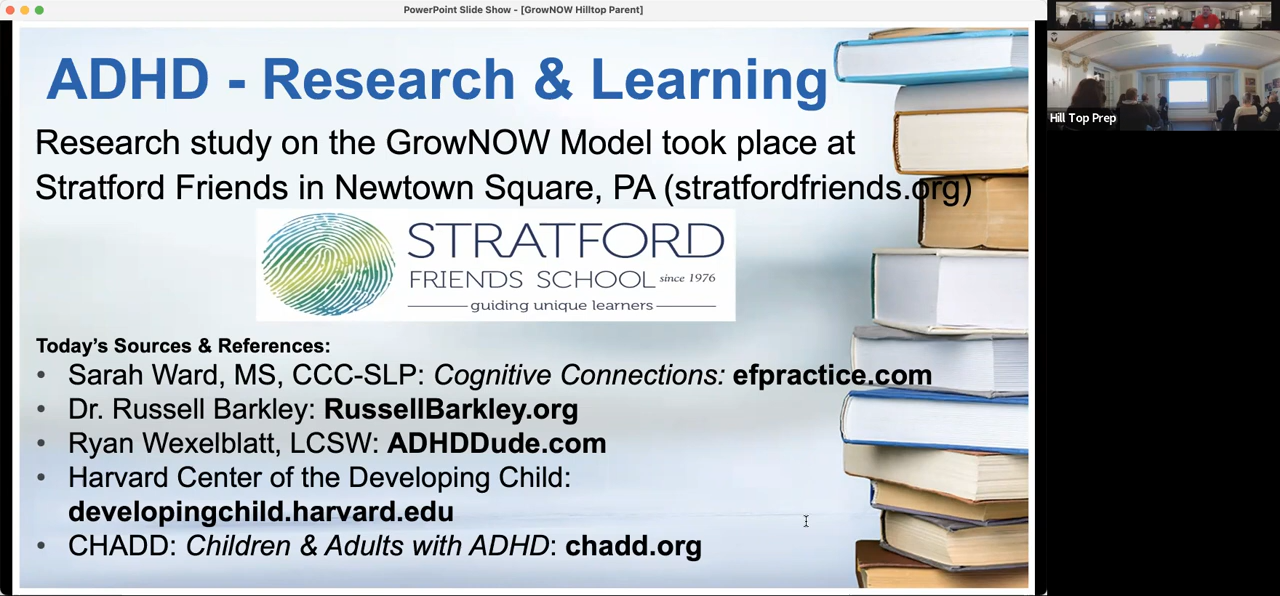 PowerPoint Slide Show - [GrowNOW Hilltop Parent]
ADHD - Research & Learning
Research study on the GrowNOW Model took place at
Stratford Friends in Newtown Square, PA (stratfordfriends.org)
STRATFORD
FRIENDS SCHOOL since 1976
guiding unique learners
Today's Sources & References:
• Sarah Ward, MS, CCC-SLP: Cognitive Connections: efpractice.com
• Dr. Russell Barkley: RussellBarkley.org
• Ryan Wexelblatt, LCSW: ADHDDude.com
• Harvard Center of the Developing Child:
developingchild.harvard.edu
• CHADD: Children & Adults with ADHD: chadd.org
Hill Top Prep